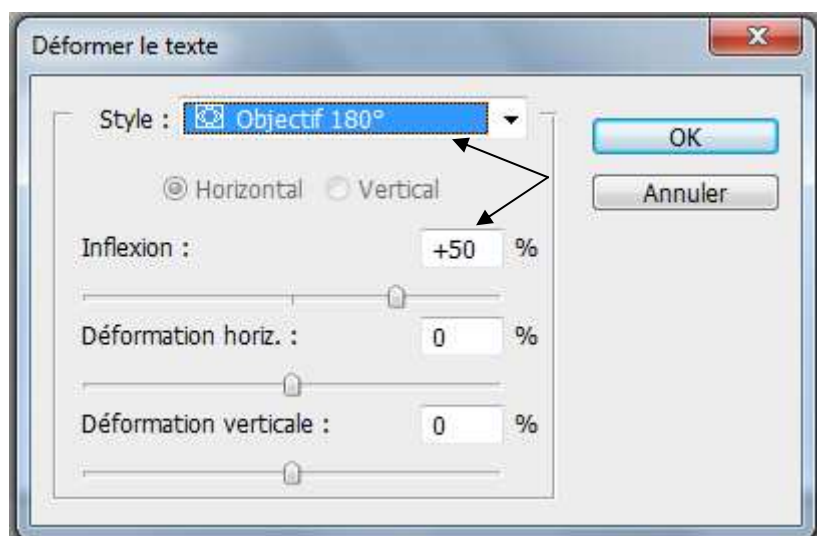 Déformer le texte
Style : Objectif 180°
OK
Horizontal Vertical
Annuler
Inflexion : +50 %
Déformation horiz. : 0 %
Déformation verticale : 0 %